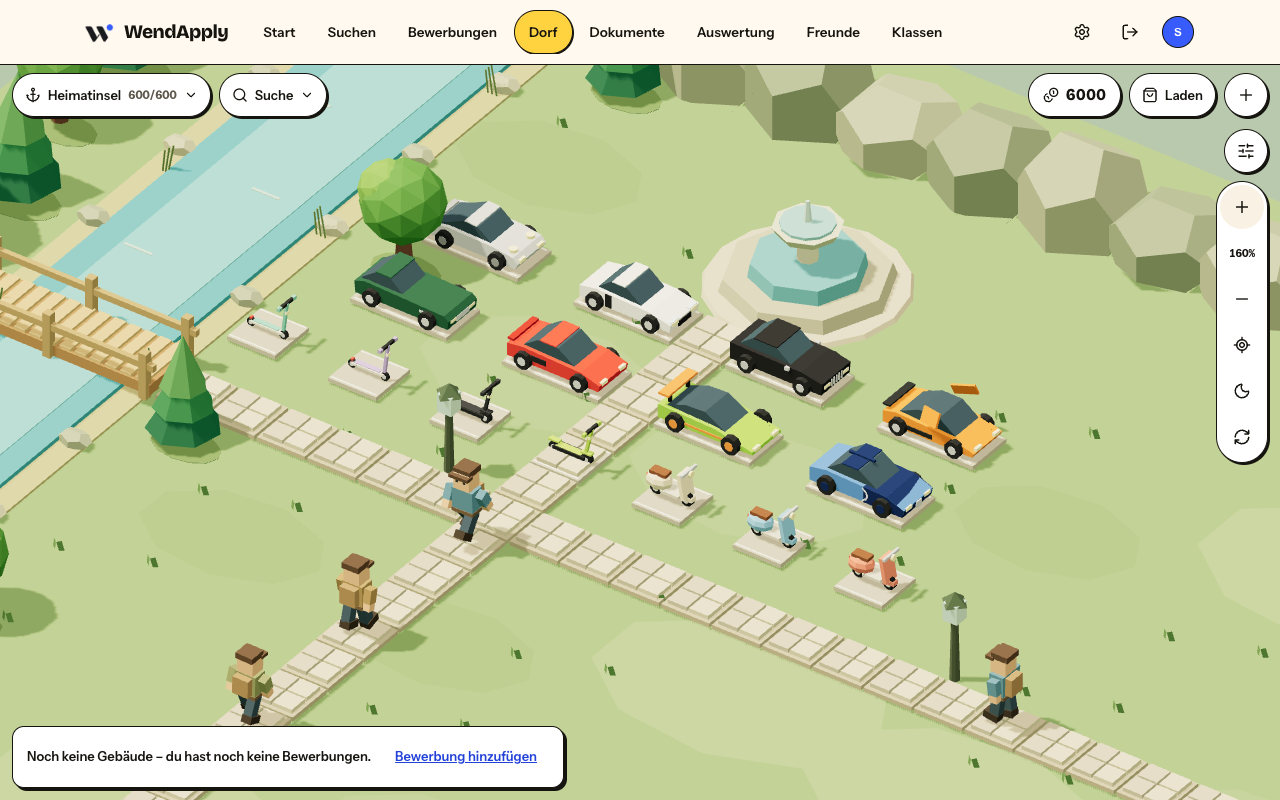 WendApply
Start
Suchen
Bewerbungen
Dorf
Dokumente
Auswertung
Freunde
Klassen
S
Heimatinsel 600/600
Suche
6000
Laden
160%
Noch keine Gebäude – du hast noch keine Bewerbungen.
Bewerbung hinzufügen